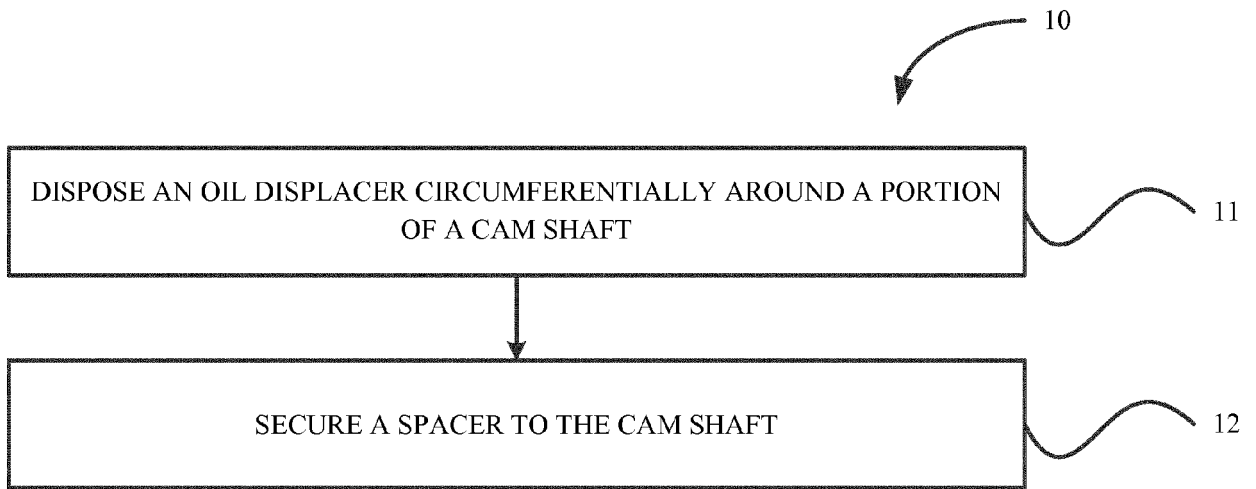 10
DISPOSE AN OIL DISPLACER CIRCUMFERENTIALLY AROUND A PORTION
OF A CAM SHAFT
11
SECURE A SPACER TO THE CAM SHAFT
12